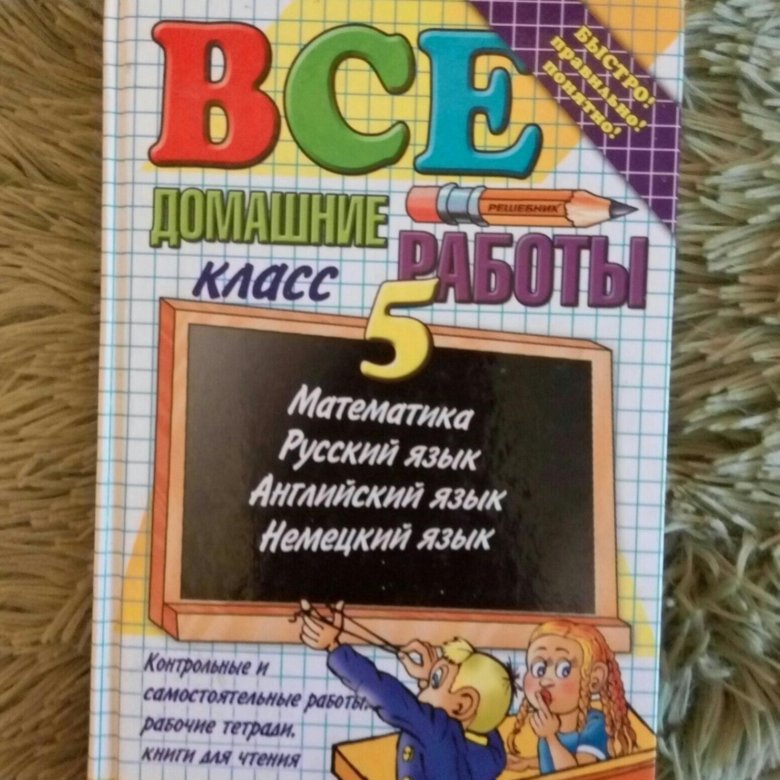 ВСЕ
БЫСТРО!
ПРАВИЛЬНО!
ПОНЯТНО!
ДОМАШНИЕ
РЕШЕБНИК
РАБОТЫ
класс
5
Математика
Русский язык
Английский язык
Немецкий язык
Контрольные и
самостоятельные работы,
рабочие тетради,
книги для чтения